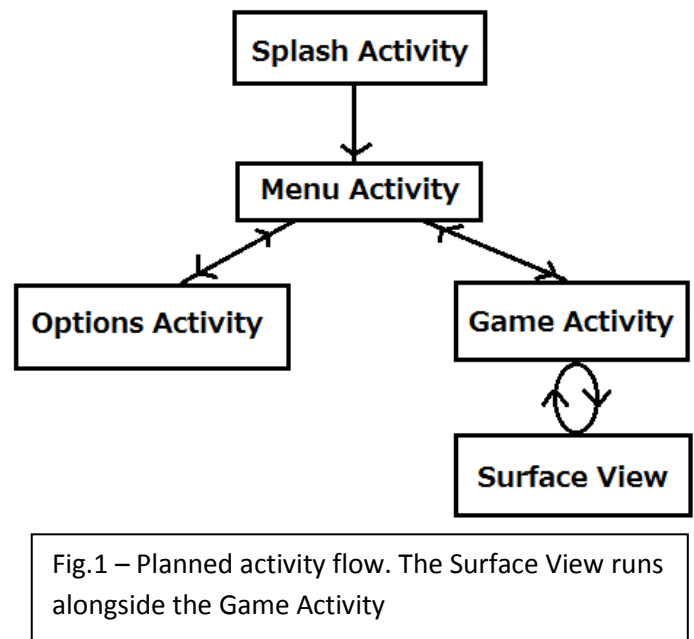 Splash Activity
Menu Activity
Options Activity
Game Activity
Surface View
Fig.1 – Planned activity flow. The Surface View runs
alongside the Game Activity